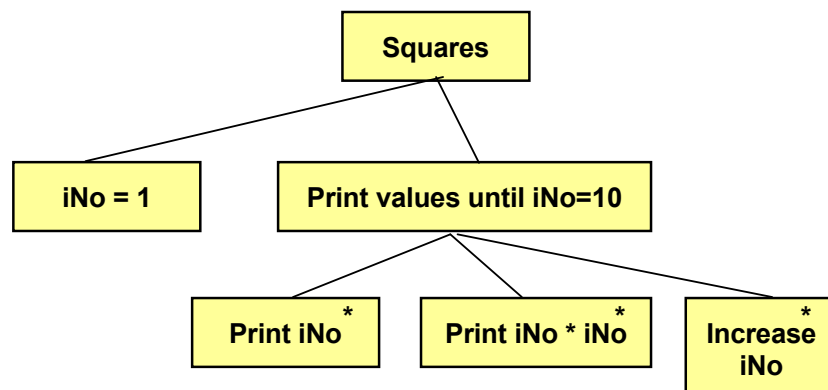 Squares
iNo = 1
Print values until iNo=10
Print iNo *
Print iNo * iNo *
Increase *
iNo